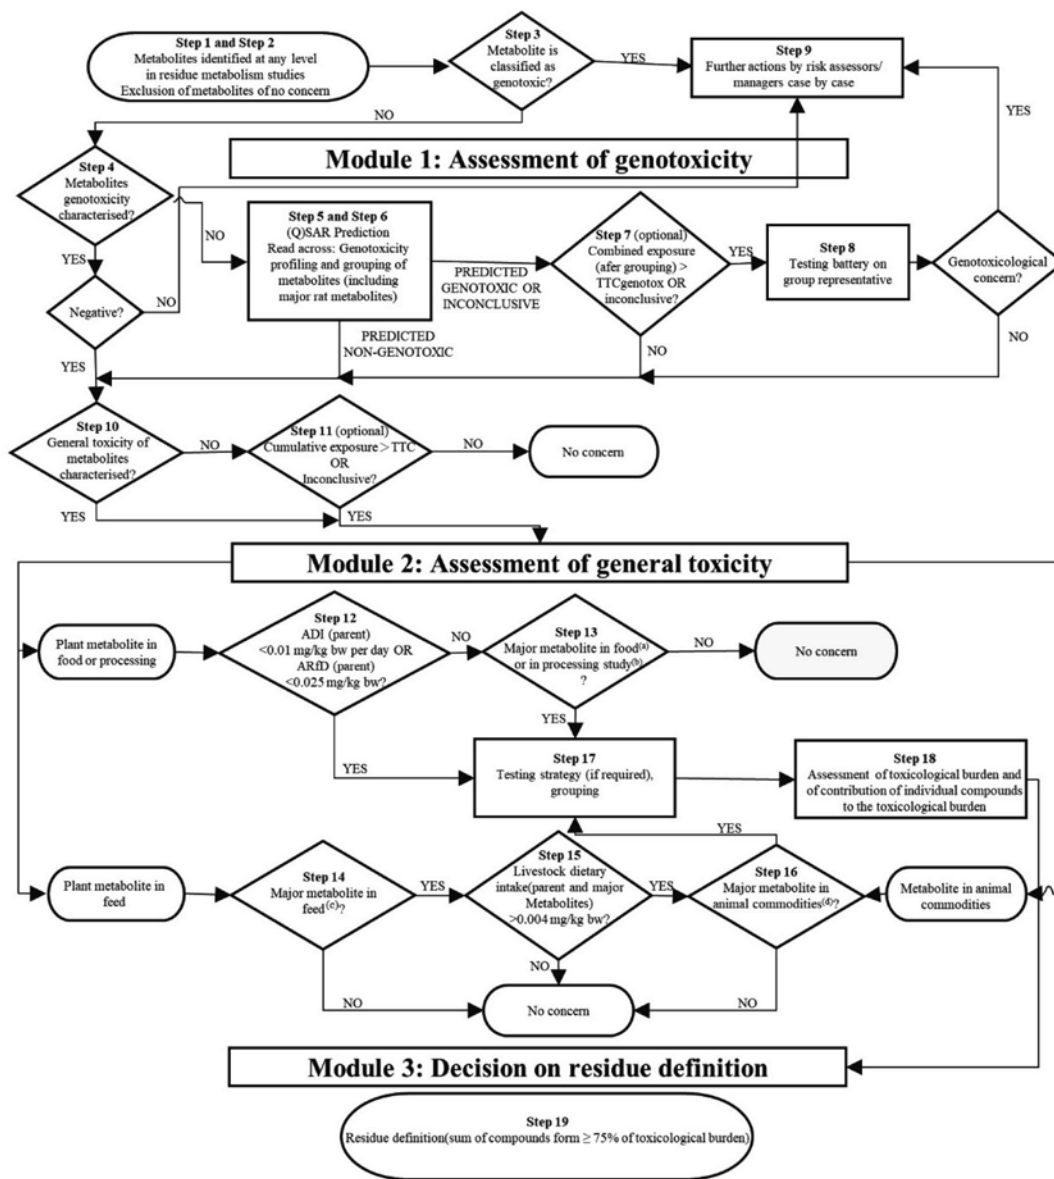 Step 1 and Step 2
Metabolites identified at any level
in residue metabolism studies
Exclusion of metabolites of no concern
Step 3
Metabolite is
classified as
genotoxic?
YES
Step 9
Further actions by risk assessors/
managers case by case
NO
YES
Module 1: Assessment of genotoxicity
Step 4
Metabolites
genotoxicity
characterised?
NO
YES
Negative?
NO
YES
Step 5 and Step 6
(Q)SAR Prediction
Read across: Genotoxicity
profiling and grouping of
metabolites (including
major rat metabolites)
PREDICTED
GENOTOXIC OR
INCONCLUSIVE
PREDICTED
NON-GENOTOXIC
Step 7 (optional)
Combined exposure
(afer grouping) >
TTCgenotox OR
inconclusive?
YES
NO
Step 8
Testing battery on
group representative
Genotoxicological
concern?
NO
Step 10
General toxicity of
metabolites
characterised?
NO
YES
Step 11 (optional)
Cumulative exposure>TTC
OR
Inconclusive?
NO
YES
No concern
Module 2: Assessment of general toxicity
Plant metabolite in
food or processing
Step 12
ADI (parent)
<0.01 mg/kg bw per day OR
ARfD (parent)
<0.025 mg/kg bw?
NO
YES
Step 13
Major metabolite in food(a)
or in processing study(b)
?
NO
YES
No concern
Step 17
Testing strategy (if required),
grouping
Step 18
Assessment of toxicological burden and
of contribution of individual compounds
to the toxicological burden
YES
Plant metabolite in
feed
Step 14
Major metabolite in
feed(c)?
YES
NO
Step 15
Livestock dietary
intake(parent and major
Metabolites)
>0.004 mg/kg bw?
YES
NO
Step 16
Major metabolite in
animal commodities(d)?
NO
Metabolite in animal
commodities
No concern
Module 3: Decision on residue definition
Step 19
Residue definition(sum of compounds form ≥ 75% of toxicological burden)